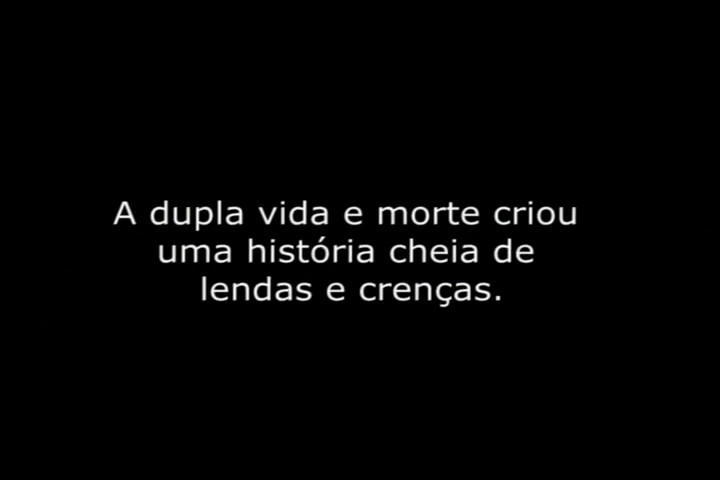 A dupla vida e morte criou
uma história cheia de
lendas e crenças.